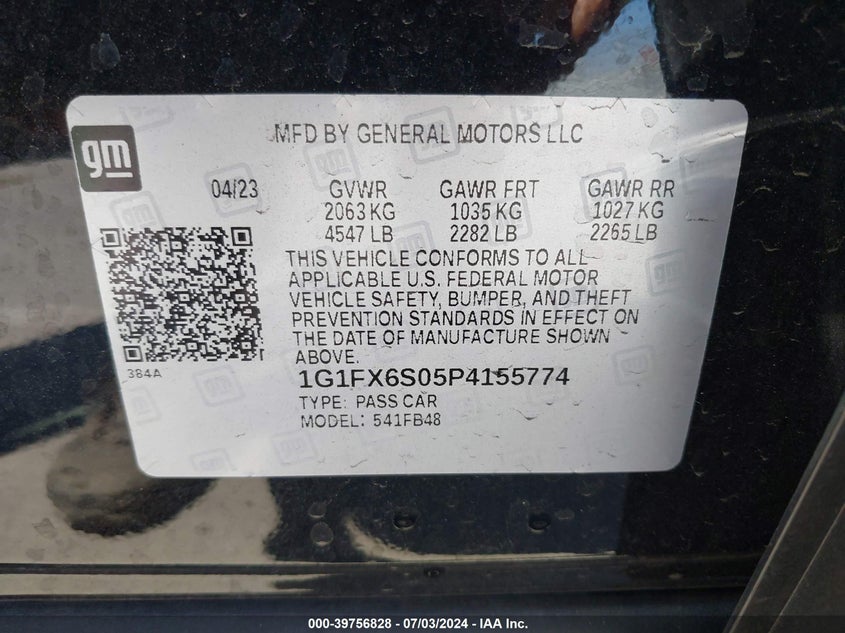 gm
MFD BY GENERAL MOTORS LLC
04/23 GVWR GAWR FRT GAWR RR
2063 KG 1035 KG 1027 KG
4547 LB 2282 LB 2265 LB
THIS VEHICLE CONFORMS TO ALL
APPLICABLE U.S. FEDERAL MOTOR
VEHICLE SAFETY, BUMPER, AND THEFT
PREVENTION STANDARDS IN EFFECT ON
THE DATE OF MANUFACTURE SHOWN
ABOVE.
384A
1G1FX6S05P4155774
TYPE: PASS CAR
MODEL: 541FB48
000-39756828 - 07/03/2024 - IAA Inc.